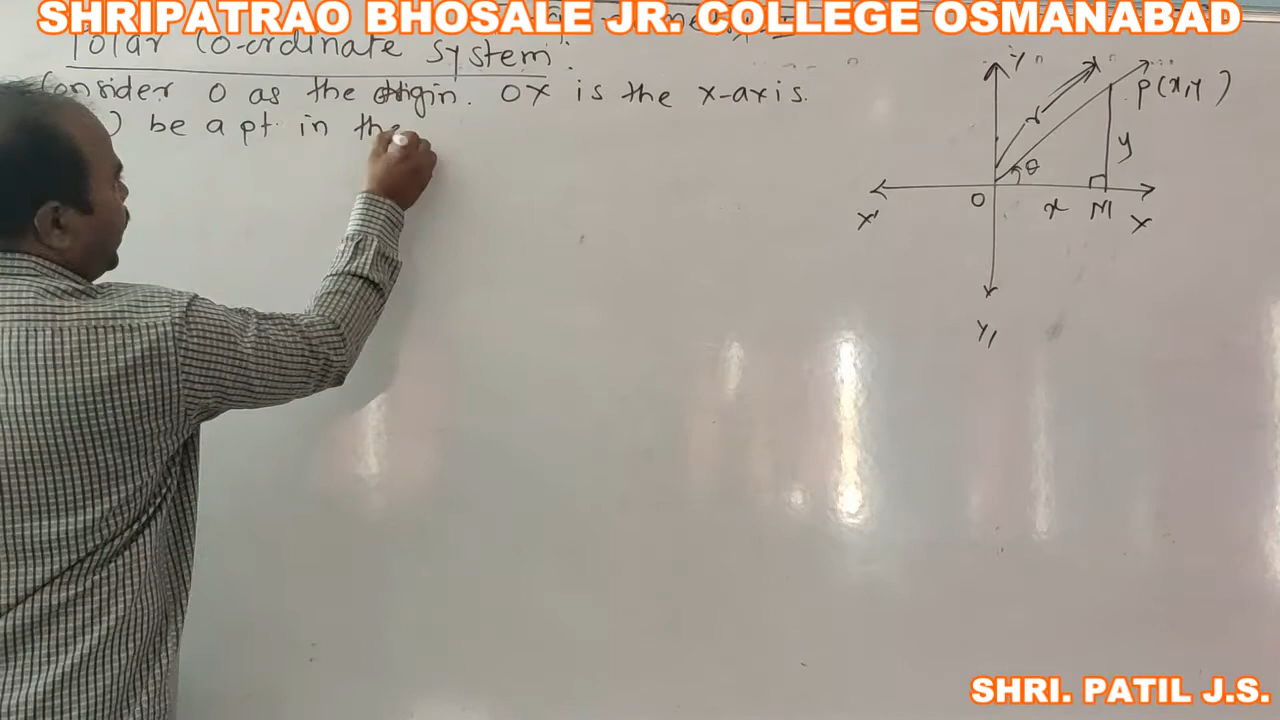 SHRIPATRAO BHOSALE JR. COLLEGE OSMANABAD
Polar Co-ordinate System:
Consider O as the origin. OX is the X-axis.
) be a pt. in the
Y
P(x,y)
r
y
θ
O
x
M
X'
X
Y'
SHRI. PATIL J.S.